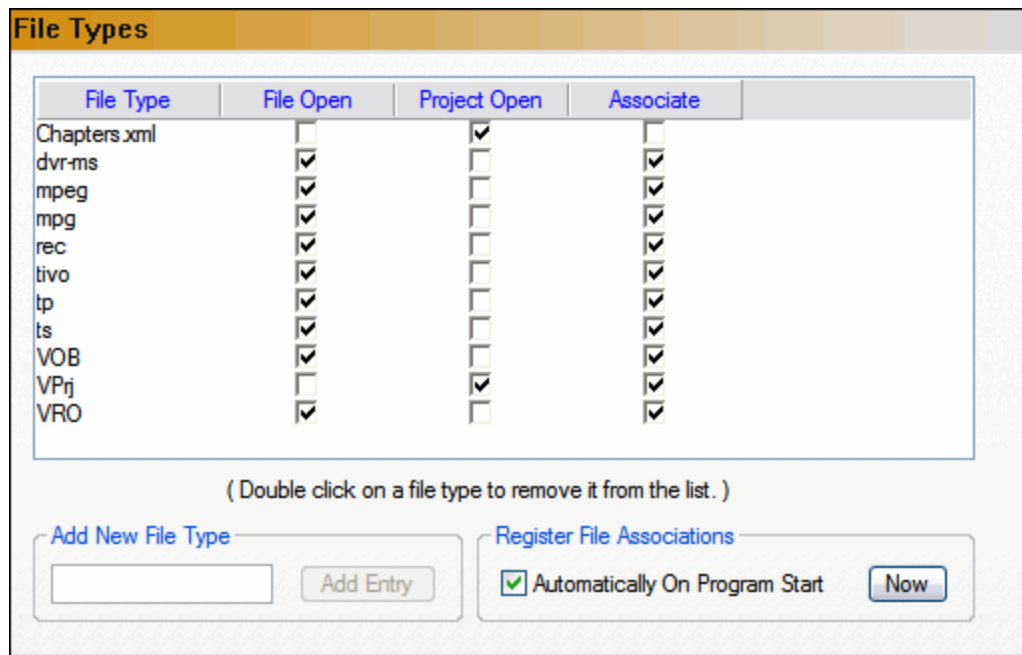 File Types
File Type File Open Project Open Associate
Chapters.xml
dvr-ms
mpeg
mpg
rec
tivo
tp
ts
VOB
VPrj
VRO
( Double click on a file type to remove it from the list. )
Add New File Type
Register File Associations
Add Entry
Automatically On Program Start
Now